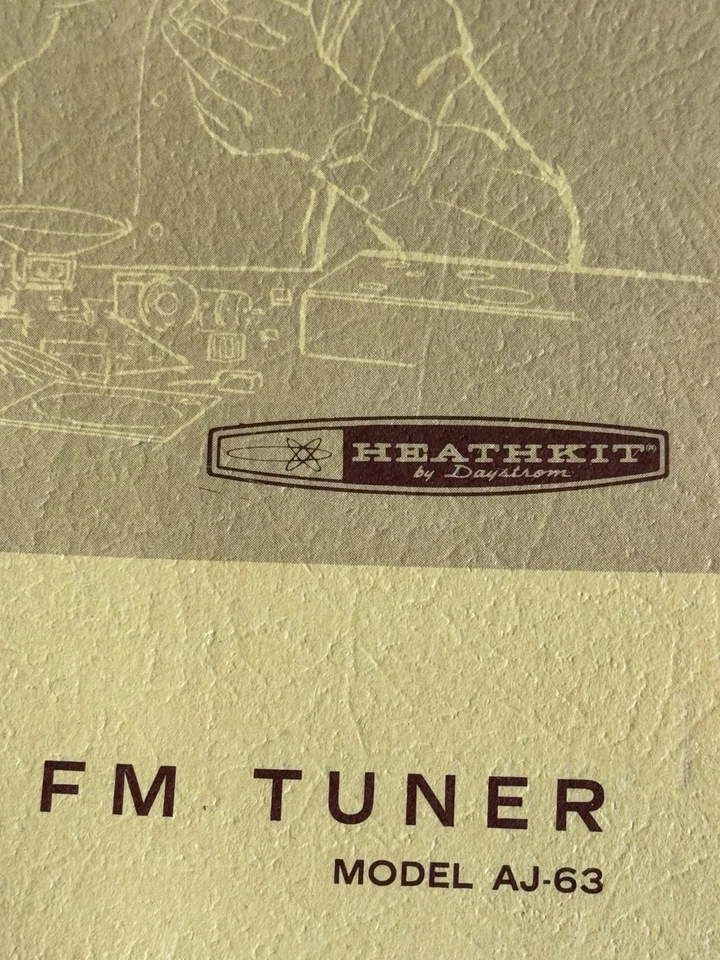 HEATHKIT®
by Daystrom
FM TUNER
MODEL AJ-63